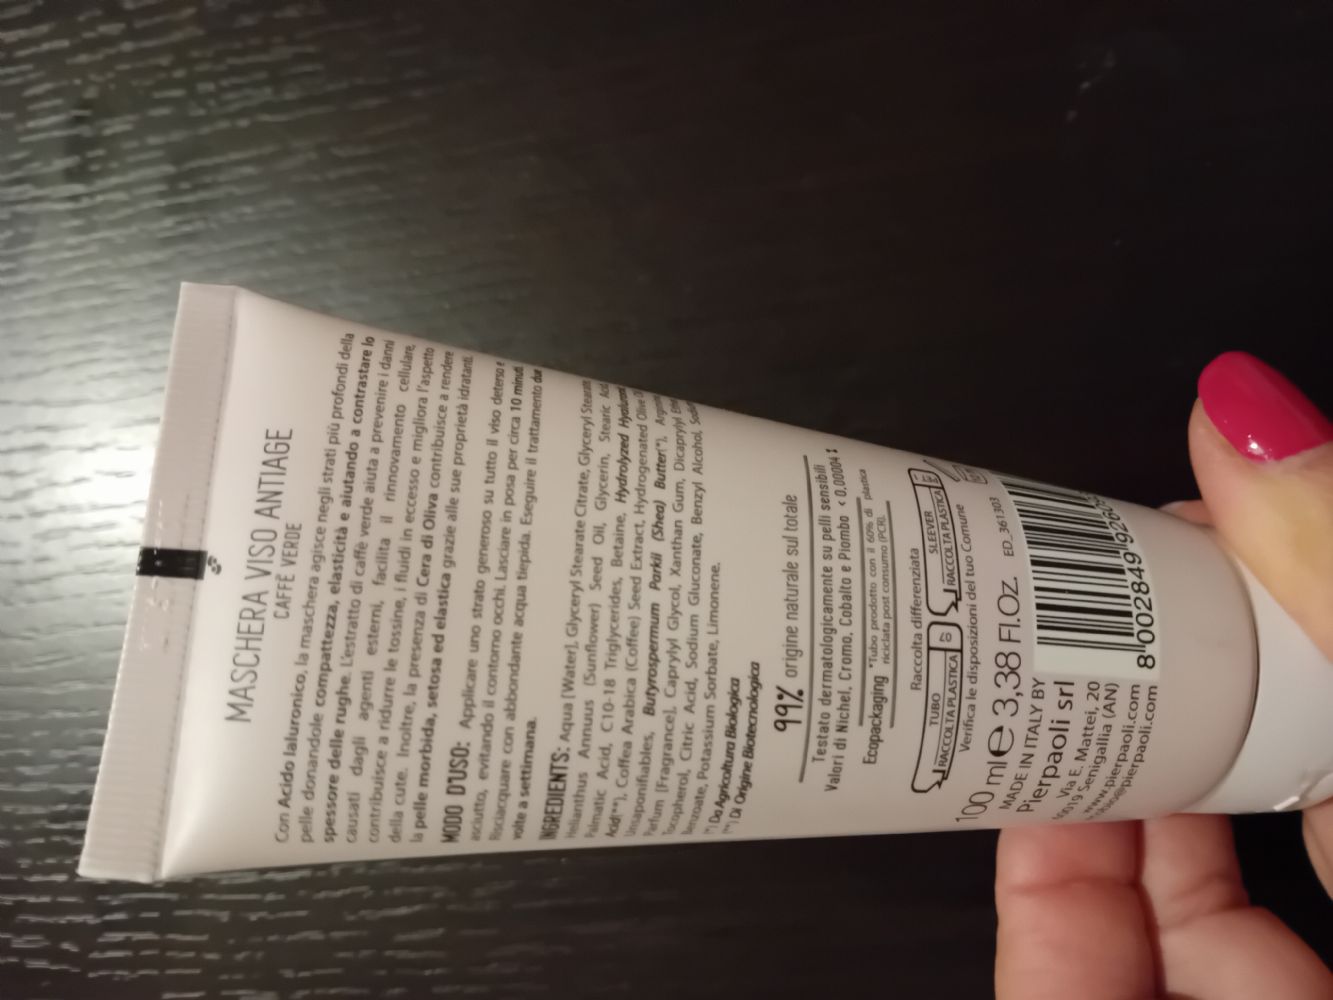 MASCHERA VISO ANTIAGE
CAFFÈ VERDE
Con Acido Ialuronico, la maschera agisce negli strati più profondi della
pelle donandole compattezza, elasticità e aiutando a contrastare lo
spessore delle rughe. L'estratto di caffè verde aiuta a prevenire i danni
causati dagli agenti esterni, facilita il rinnovamento cellulare,
contribuisce a ridurre le tossine, i fluidi in eccesso e migliora l'aspetto
della cute. Inoltre, la presenza di Cera di Oliva contribuisce a rendere
la pelle morbida, setosa ed elastica grazie alle sue proprietà idratanti.
MODO D'USO: Applicare uno strato generoso su tutto il viso deterso e
asciutto, evitando il contorno occhi. Lasciare in posa per circa 10 minuti.
Risciacquare con abbondante acqua tiepida. Eseguire il trattamento due
volte a settimana.
INGREDIENTS: Aqua [Water], Glyceryl Stearate Citrate, Glyceryl Stearate,
Helianthus Annuus (Sunflower) Seed Oil, Glycerin, Stearic Acid,
Palmitic Acid, C10-18 Triglycerides, Betaine, Hydrolyzed
Acid(**), Coffea Arabica (Coffee) Seed Extract, Hydrogenated Olive Oil
Unsaponifiables, Butyrospermum Parkii (Shea) Butter(*),
Parfum [Fragrance], Caprylyl Glycol, Xanthan Gum, Dicaprylyl
Tocopherol, Citric Acid, Sodium Gluconate, Benzyl Alcohol, Sodium
Benzoate, Potassium Sorbate, Limonene.
(*) Da Agricoltura Biologica
(**) Di Origine Biotecnologica
99% origine naturale sul totale
Testato dermatologicamente su pelli sensibili
Valori di Nichel, Cromo, Cobalto e Piombo < 0,00004 %
Ecopackaging *Tubo prodotto con il 60% di plastica
riciclata post consumo (PCR).
Raccolta differenziata
TUBO
RACCOLTA PLASTICA
SLEEVER
RACCOLTA PLASTICA
Verifica le disposizioni del tuo Comune
100 ml e 3,38 Fl.Oz. ED_361303
MADE IN ITALY BY
Pierpaoli srl
Via E. Mattei, 20
60019 Senigallia (AN)
www.pierpaoli.com
8 002849 926